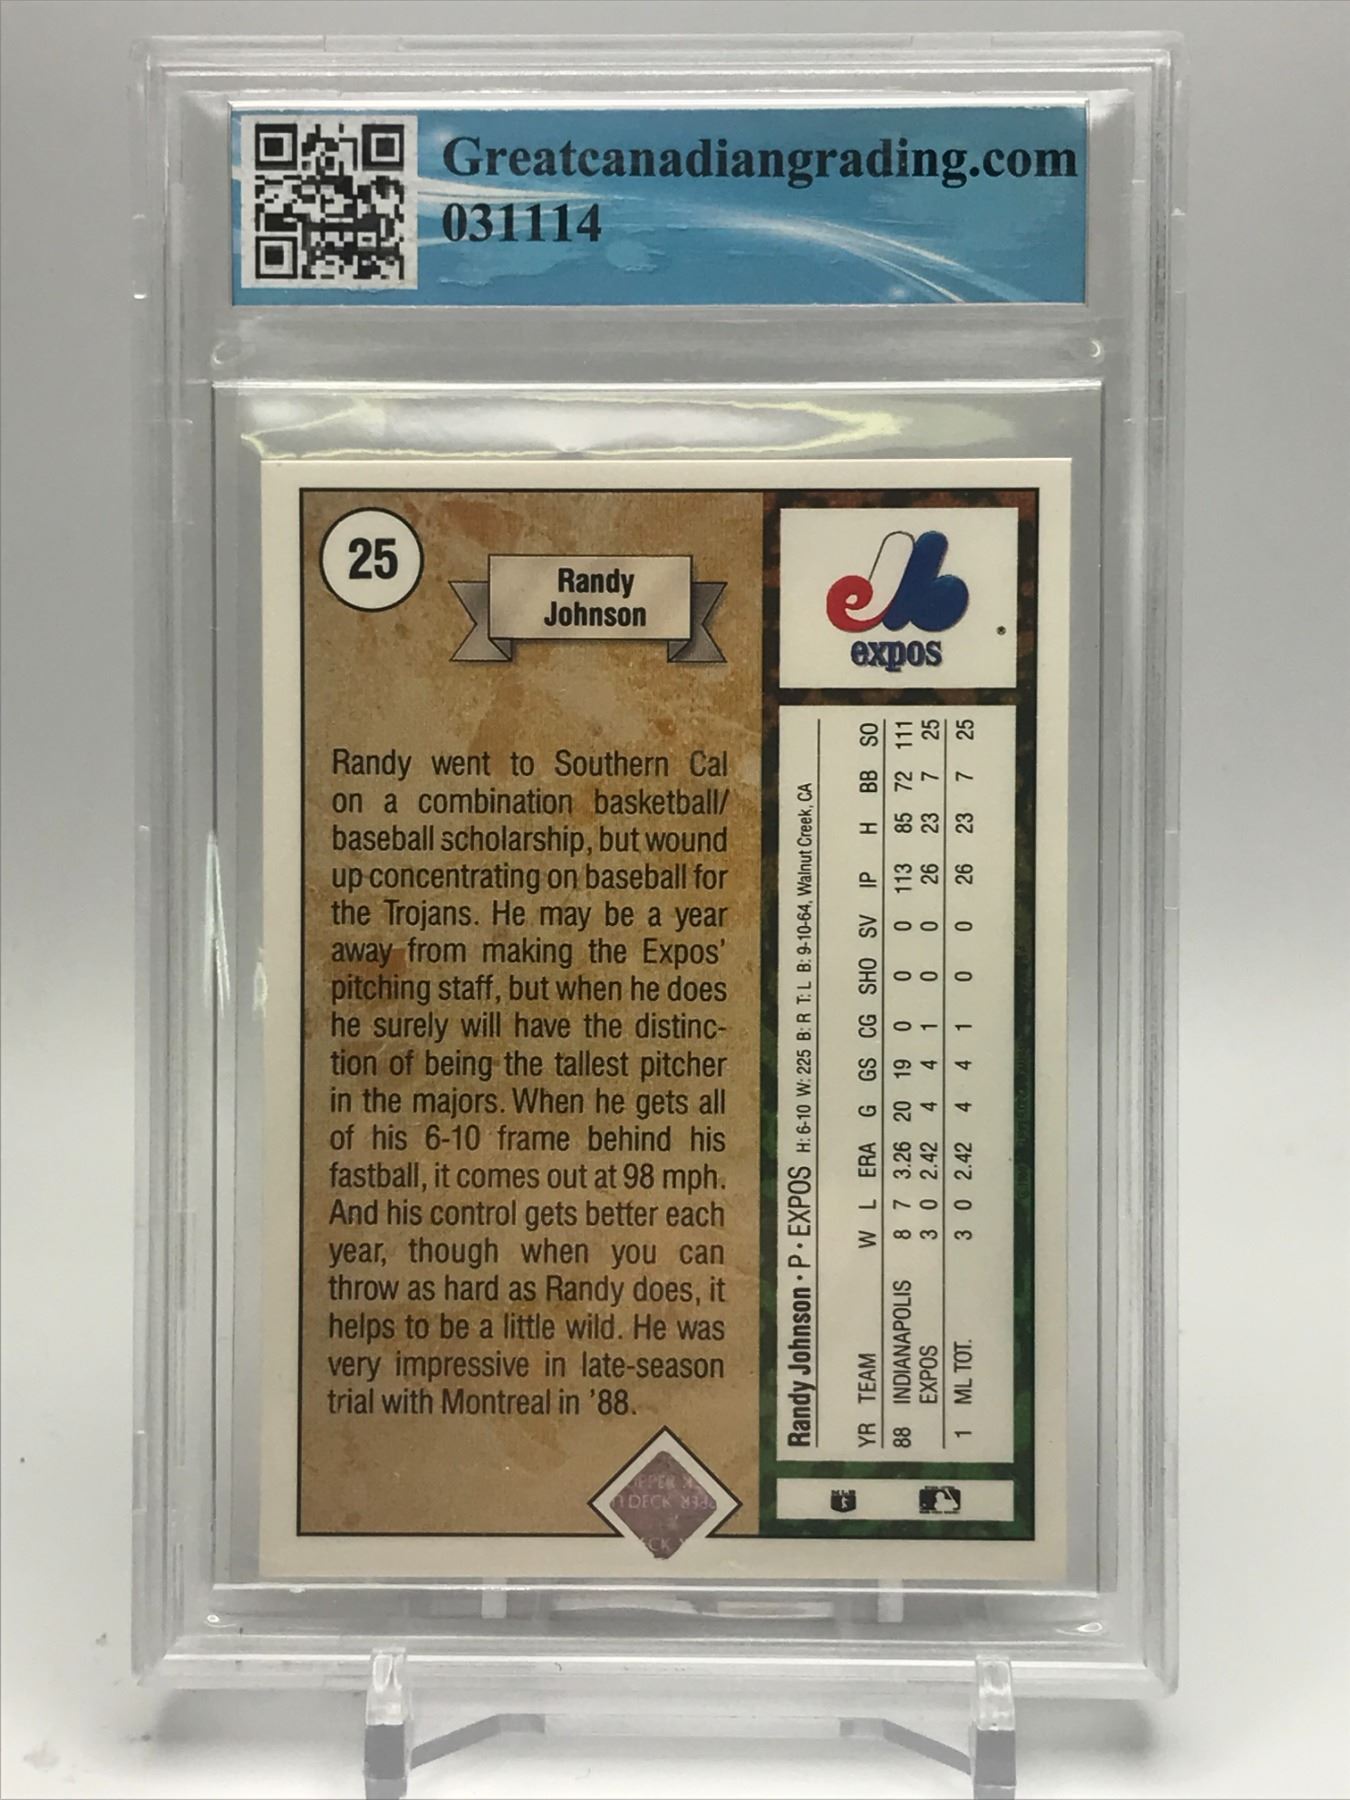 Greatcanadiangrading.com
031114
25
Randy
Johnson
expos
®
Randy went to Southern Cal
on a combination basketball/
baseball scholarship, but wound
up concentrating on baseball for
the Trojans. He may be a year
away from making the Expos'
pitching staff, but when he does
he surely will have the distinc-
tion of being the tallest pitcher
in the majors. When he gets all
of his 6-10 frame behind his
fastball, it comes out at 98 mph.
And his control gets better each
year, though when you can
throw as hard as Randy does, it
helps to be a little wild. He was
very impressive in late-season
trial with Montreal in '88.
Randy Johnson • P • EXPOS H: 6-10 W: 225 B: R T: L B: 9-10-64, Walnut Creek, CA
YR TEAM W L ERA G GS CG SHO SV IP H BB SO
88 INDIANAPOLIS 8 7 3.26 20 19 0 0 0 113 85 72 111
EXPOS 3 0 2.42 4 4 1 0 0 26 23 7 25
1 ML TOT. 3 0 2.42 4 4 1 0 0 26 23 7 25
UPPER
DECK